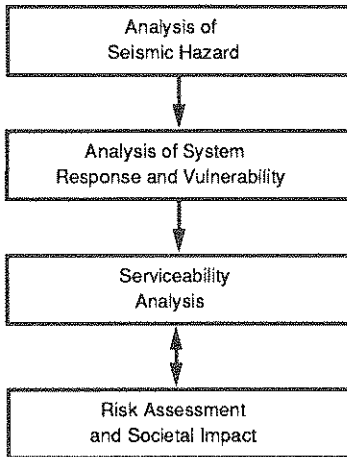 Analysis of
Seismic Hazard
Analysis of System
Response and Vulnerability
Serviceability
Analysis
Risk Assessment
and Societal Impact